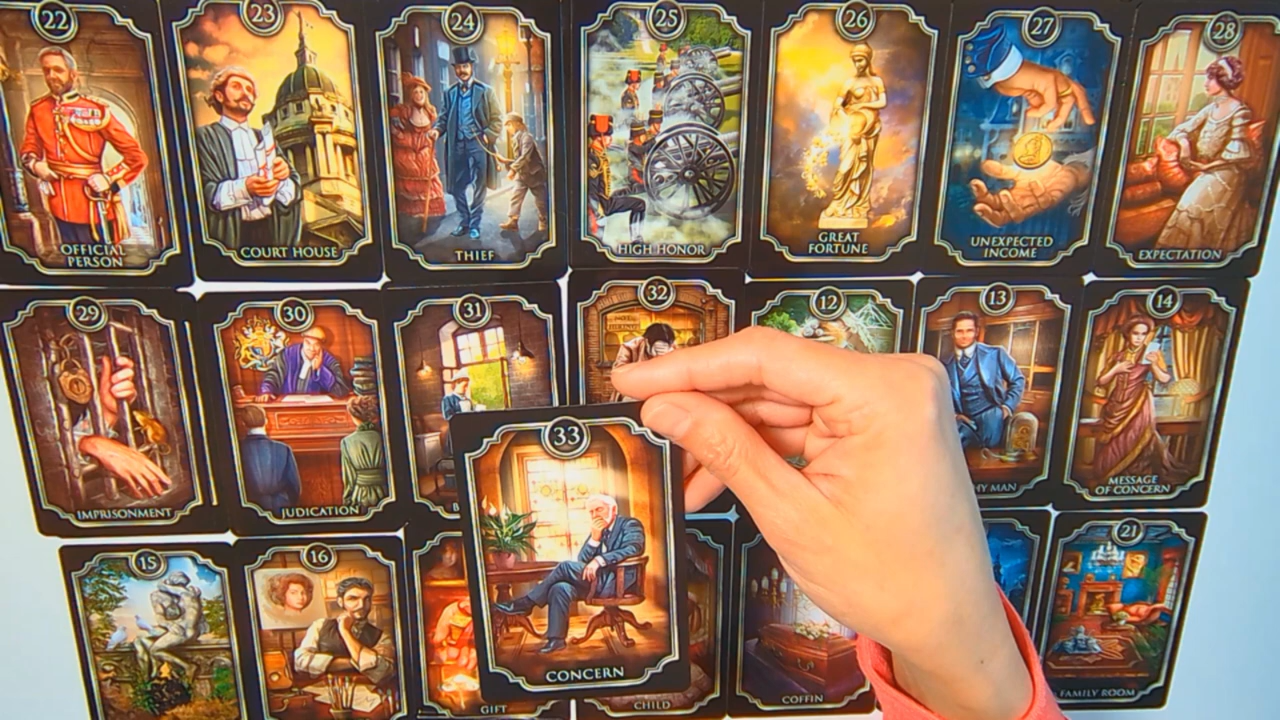 22
OFFICIAL
PERSON
23
COURT HOUSE
24
THIEF
25
HIGH HONOR
26
GREAT
FORTUNE
27
UNEXPECTED
INCOME
28
EXPECTATION
29
IMPRISONMENT
30
JUDICATION
31
B
32
12
13
HY MAN
14
MESSAGE
OF CONCERN
33
CONCERN
15
16
GIFT
CHILD
COFFIN
21
FAMILY ROOM